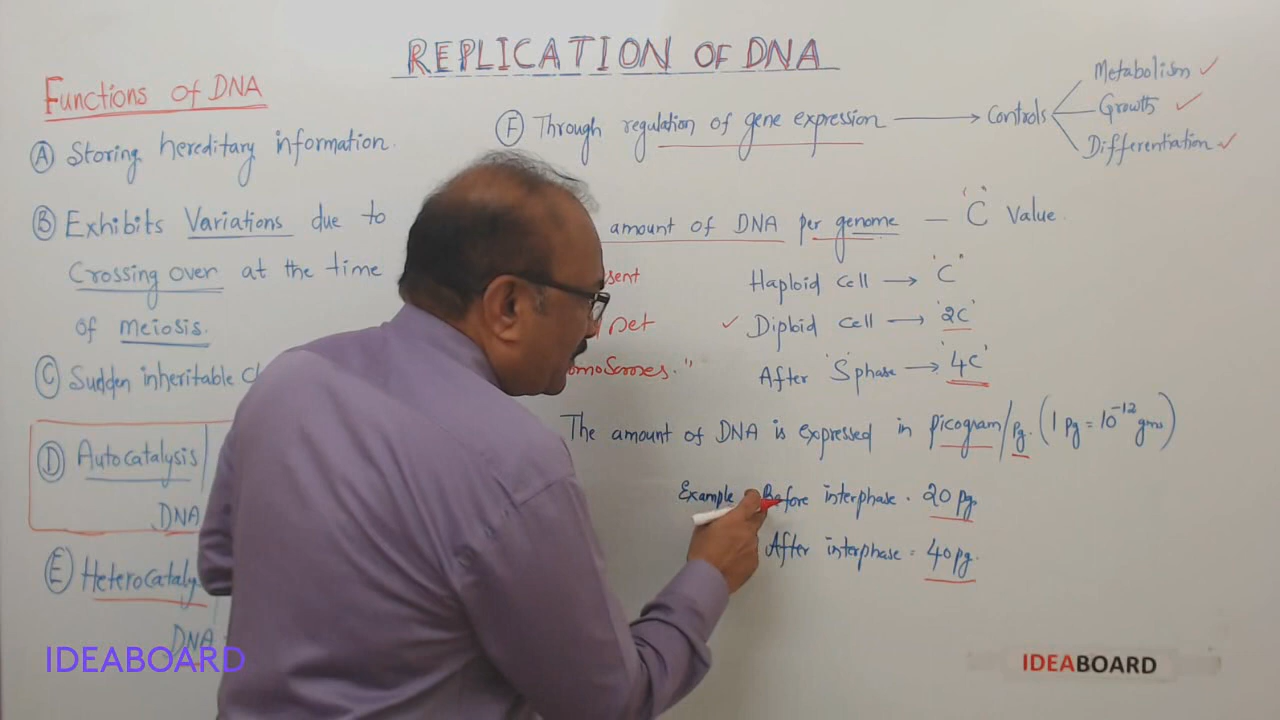 REPLICATION OF DNA
Functions of DNA
Ⓐ Storing hereditary information.
Ⓑ Exhibits Variations due to
Crossing over at the time
of meiosis.
Ⓒ Sudden inheritable
Ⓓ Autocatalysis
DNA
Ⓔ
DNA
Ⓕ Through regulation of gene expression → Controls
Metabolism ✓
Growth ✓
Differentiation ✓
amount of DNA per genome — "C" Value.
Haploid cell → 'C'
✓ Diploid cell → '2C'
After 'S' phase → '4C'
The amount of DNA is expressed in picogram/pg. (1 pg = 10⁻¹² gms)
Example Before interphase . 20 pg.
After interphase = 40 pg.
IDEABOARD
IDEABOARD